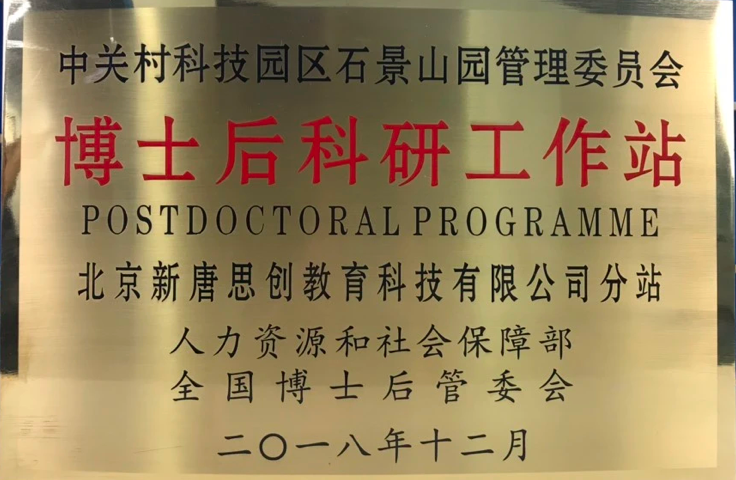 中关村科技园区石景山园管理委员会
博士后科研工作站
POSTDOCTORAL PROGRAMME
北京新唐思创教育科技有限公司分站
人力资源和社会保障部
全国博士后管委会
二〇一八年十二月